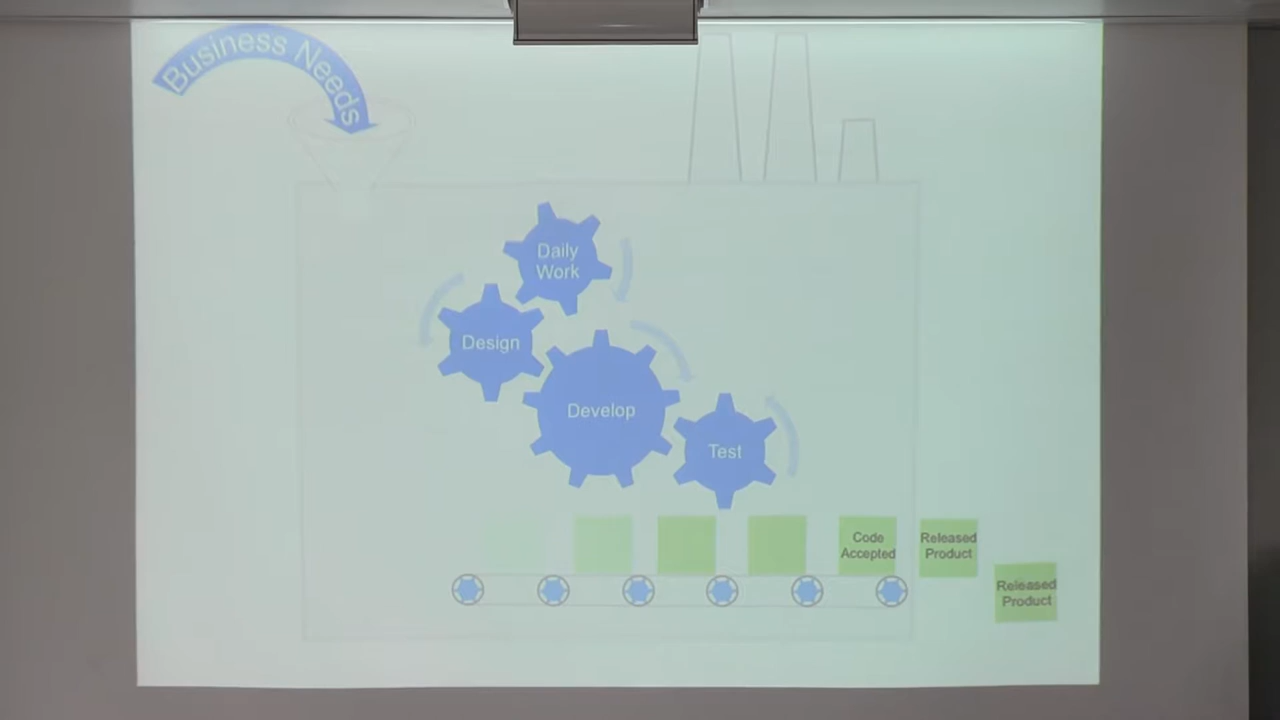 Business Needs
Daily
Work
Design
Develop
Test
Code
Accepted
Released
Product
Released
Product